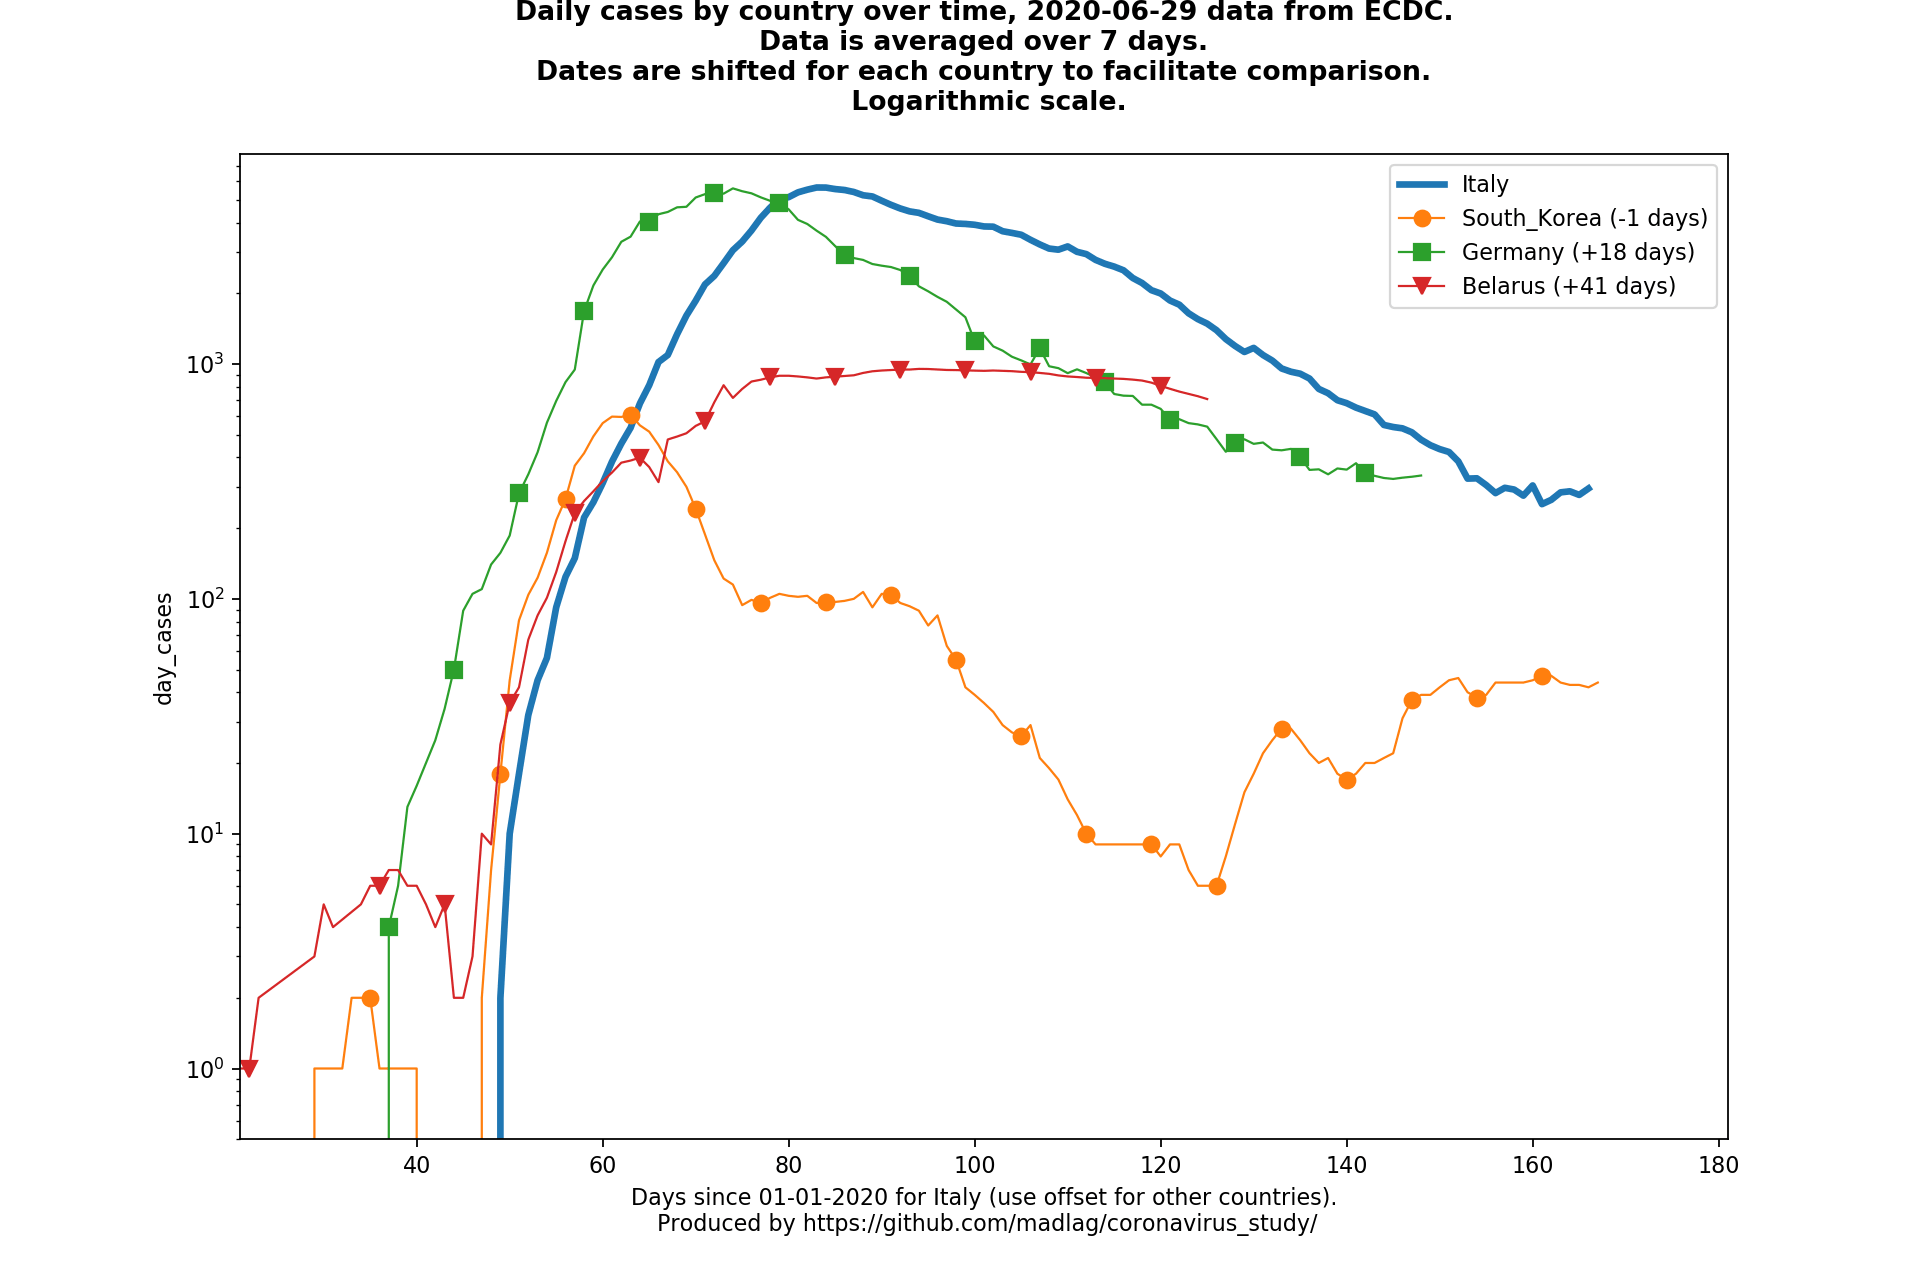 Daily cases by country over time, 2020-06-29 data from ECDC.
Data is averaged over 7 days.
Dates are shifted for each country to facilitate comparison.
Logarithmic scale.
Italy
South_Korea (-1 days)
Germany (+18 days)
Belarus (+41 days)
day_cases
10³
10²
10¹
10⁰
40 60 80 100 120 140 160 180
Days since 01-01-2020 for Italy (use offset for other countries).
Produced by https://github.com/madlag/coronavirus_study/